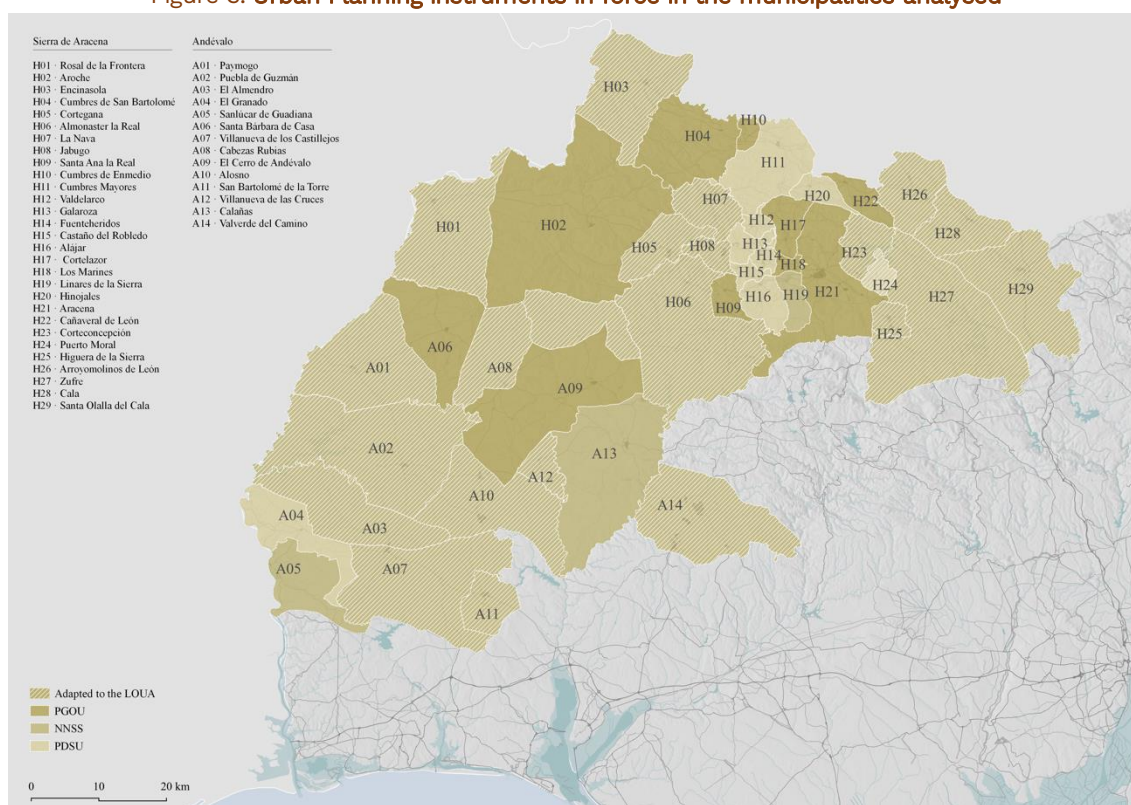 Figure 6. Urban Planning instruments in force in the municipalities analysed
Sierra de Aracena
H01 · Rosal de la Frontera
H02 · Aroche
H03 · Encinasola
H04 · Cumbres de San Bartolomé
H05 · Cortegana
H06 · Almonaster la Real
H07 · La Nava
H08 · Jabugo
H09 · Santa Ana la Real
H10 · Cumbres de Enmedio
H11 · Cumbres Mayores
H12 · Valdelarco
H13 · Galaroza
H14 · Fuenteheridos
H15 · Castaño del Robledo
H16 · Alájar
H17 · Cortelazor
H18 · Los Marines
H19 · Linares de la Sierra
H20 · Hinojales
H21 · Aracena
H22 · Cañaveral de León
H23 · Corteconcepción
H24 · Puerto Moral
H25 · Higuera de la Sierra
H26 · Arroyomolinos de León
H27 · Zufre
H28 · Cala
H29 · Santa Olalla del Cala
Andévalo
A01 · Paymogo
A02 · Puebla de Guzmán
A03 · El Almendro
A04 · El Granado
A05 · Sanlúcar de Guadiana
A06 · Santa Bárbara de Casa
A07 · Villanueva de los Castillejos
A08 · Cabezas Rubias
A09 · El Cerro de Andévalo
A10 · Alosno
A11 · San Bartolomé de la Torre
A12 · Villanueva de las Cruces
A13 · Calañas
A14 · Valverde del Camino
H03
H10
H04
H11
H20
H26
H22
H07
H12
H17
H01
H02
H28
H05
H08
H13
H23
H14
H18
H15
H24
H29
H06
H09
H16
H19
H21
H27
H25
A06
A08
A01
A09
A02
A13
A12
A10
A14
A04
A03
A05
A07
A11
Adapted to the LOUA
PGOU
NNSS
PDSU
0 10 20 km